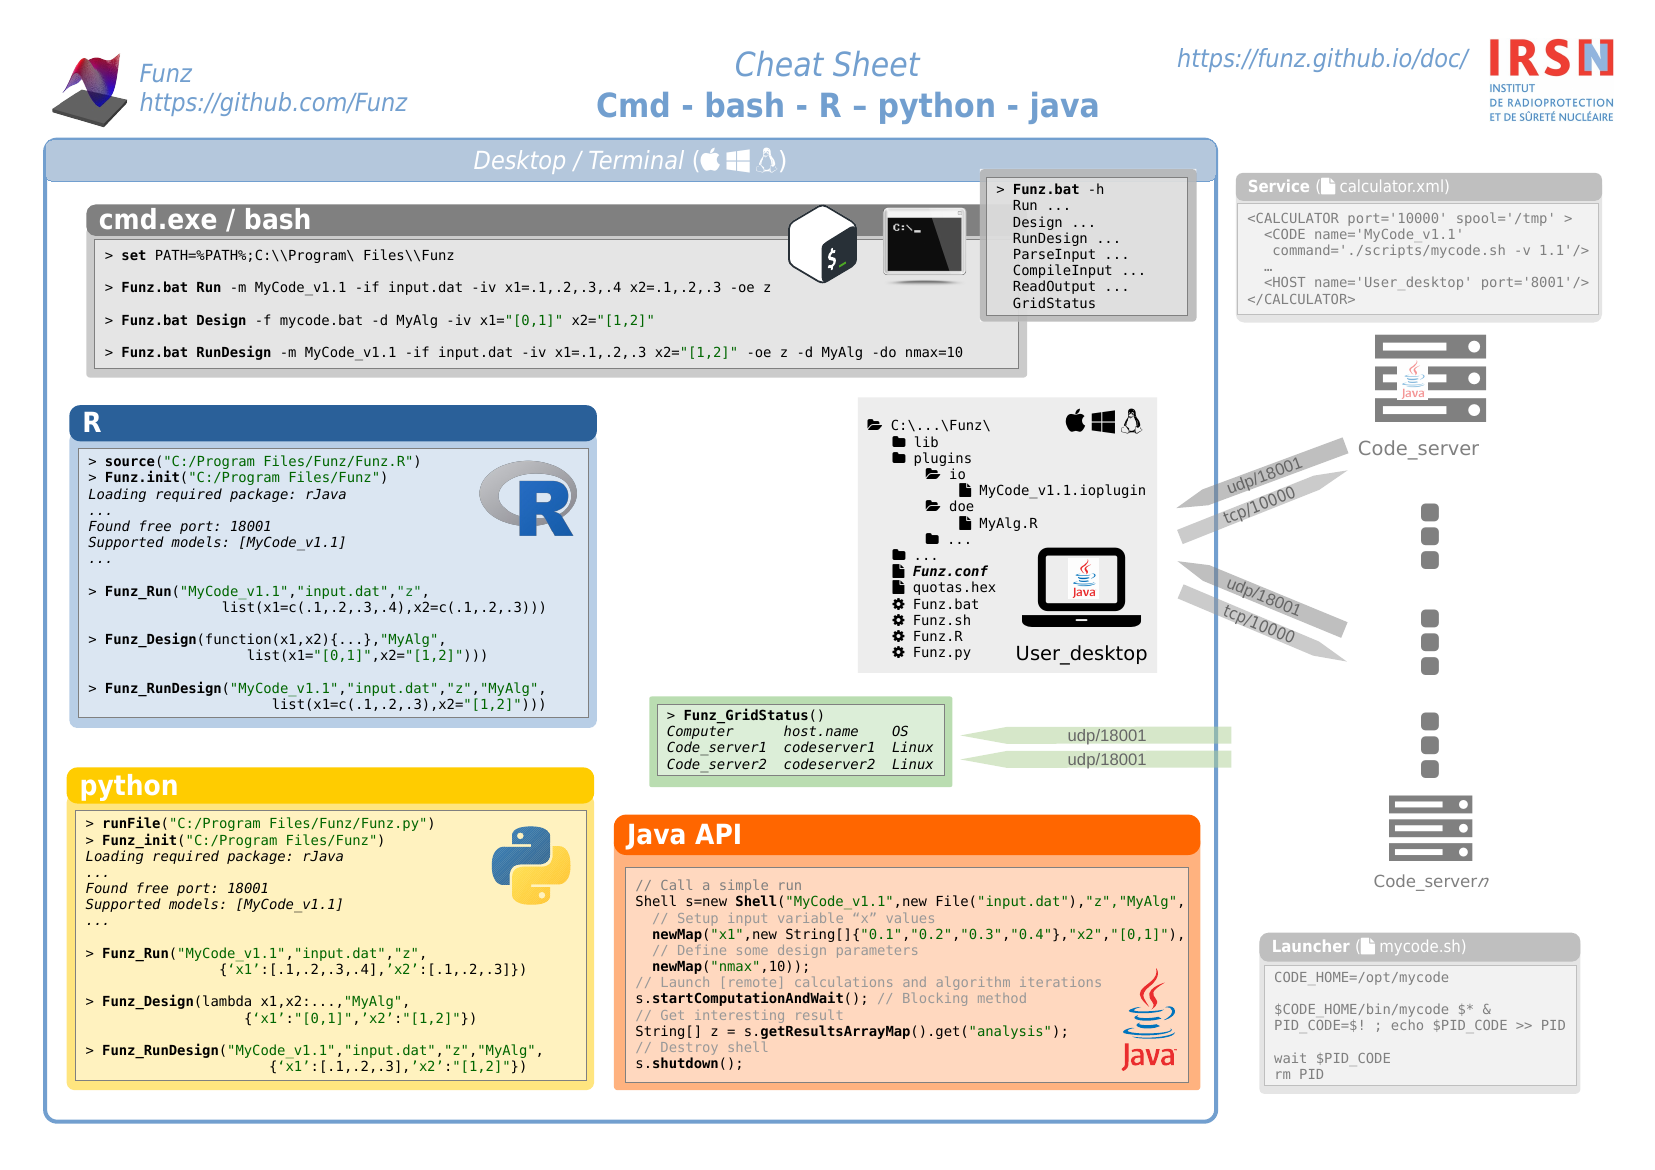 Funz
https://github.com/Funz
Cheat Sheet
Cmd - bash - R – python - java
https://funz.github.io/doc/
IRSN
INSTITUT
DE RADIOPROTECTION
ET DE SÛRETÉ NUCLÉAIRE
Desktop / Terminal ( )
cmd.exe / bash
> set PATH=%PATH%;C:\\Program\ Files\\Funz
> Funz.bat Run -m MyCode_v1.1 -if input.dat -iv x1=.1,.2,.3,.4 x2=.1,.2,.3 -oe z
> Funz.bat Design -f mycode.bat -d MyAlg -iv x1="[0,1]" x2="[1,2]"
> Funz.bat RunDesign -m MyCode_v1.1 -if input.dat -iv x1=.1,.2,.3 x2="[1,2]" -oe z -d MyAlg -do nmax=10
$_
C:\_
> Funz.bat -h
Run ...
Design ...
RunDesign ...
ParseInput ...
CompileInput ...
ReadOutput ...
GridStatus
R
> source("C:/Program Files/Funz/Funz.R")
> Funz.init("C:/Program Files/Funz")
Loading required package: rJava
...
Found free port: 18001
Supported models: [MyCode_v1.1]
...
> Funz_Run("MyCode_v1.1","input.dat","z",
list(x1=c(.1,.2,.3,.4),x2=c(.1,.2,.3)))
> Funz_Design(function(x1,x2){...},"MyAlg",
list(x1="[0,1]",x2="[1,2]")))
> Funz_RunDesign("MyCode_v1.1","input.dat","z","MyAlg",
list(x1=c(.1,.2,.3),x2="[1,2]")))
R
C:\...\Funz\
lib
plugins
io
MyCode_v1.1.ioplugin
doe
MyAlg.R
...
...
Funz.conf
quotas.hex
Funz.bat
Funz.sh
Funz.R
Funz.py
Java
User_desktop
> Funz_GridStatus()
Computer host.name OS
Code_server1 codeserver1 Linux
Code_server2 codeserver2 Linux
udp/18001
udp/18001
python
> runFile("C:/Program Files/Funz/Funz.py")
> Funz_init("C:/Program Files/Funz")
Loading required package: rJava
...
Found free port: 18001
Supported models: [MyCode_v1.1]
...
> Funz_Run("MyCode_v1.1","input.dat","z",
{‘x1’:[.1,.2,.3,.4],’x2’:[.1,.2,.3]})
> Funz_Design(lambda x1,x2:...,"MyAlg",
{‘x1’:"[0,1]",’x2’:"[1,2]"})
> Funz_RunDesign("MyCode_v1.1","input.dat","z","MyAlg",
{‘x1’:[.1,.2,.3],’x2’:"[1,2]"})
Java API
// Call a simple run
Shell s=new Shell("MyCode_v1.1",new File("input.dat"),"z","MyAlg",
// Setup input variable “x” values
newMap("x1",new String[]{"0.1","0.2","0.3","0.4"},"x2","[0,1]"),
// Define some design parameters
newMap("nmax",10));
// Launch [remote] calculations and algorithm iterations
s.startComputationAndWait(); // Blocking method
// Get interesting result
String[] z = s.getResultsArrayMap().get("analysis");
// Destroy shell
s.shutdown();
Java
Service ( calculator.xml)
<CALCULATOR port='10000' spool='/tmp' >
<CODE name='MyCode_v1.1'
command='./scripts/mycode.sh -v 1.1'/>
…
<HOST name='User_desktop' port='8001'/>
</CALCULATOR>
Java
Code_server
udp/18001
tcp/10000
udp/18001
tcp/10000
Code_servern
Launcher ( mycode.sh)
CODE_HOME=/opt/mycode
$CODE_HOME/bin/mycode $* &
PID_CODE=$! ; echo $PID_CODE >> PID
wait $PID_CODE
rm PID